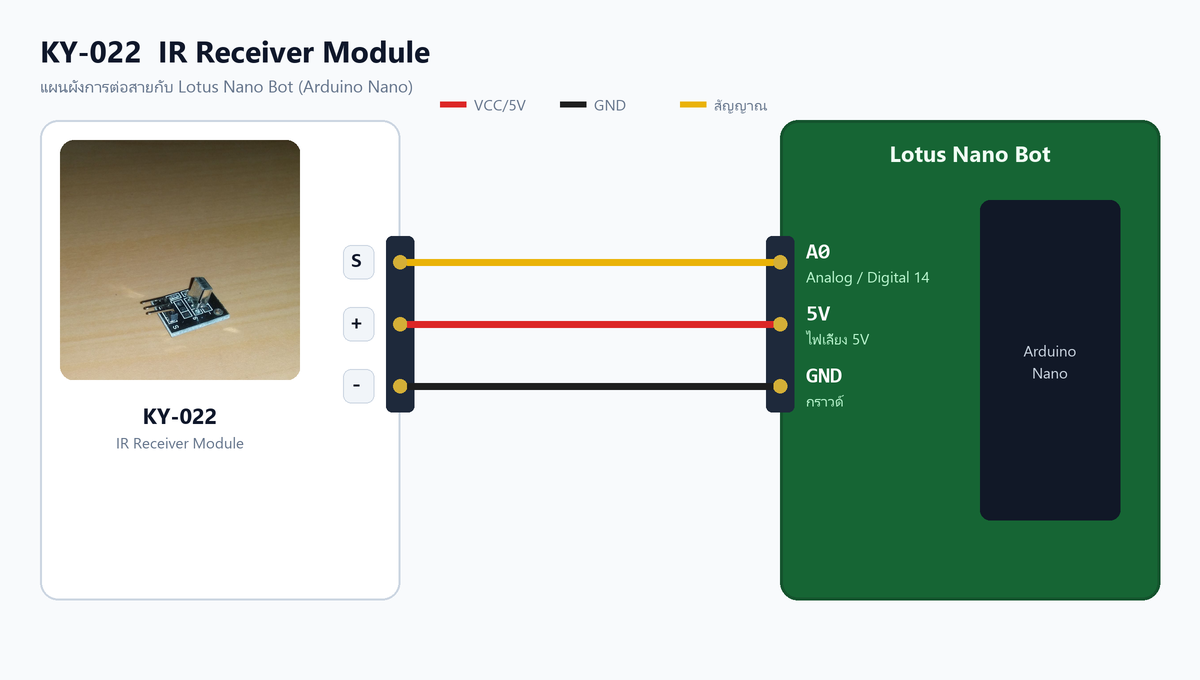 KY-022 IR Receiver Module
แผนผังการต่อสายกับ Lotus Nano Bot (Arduino Nano)
VCC/5V
GND
สัญญาณ
Lotus Nano Bot
S
+
-
A0
Analog / Digital 14
5V
ไฟเลี้ยง 5V
GND
กราวด์
Arduino
Nano
KY-022
IR Receiver Module